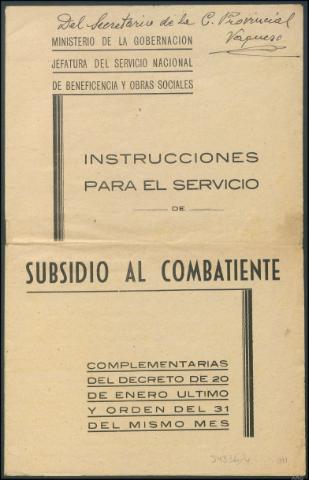 Del Secretario de la C. Provincial
MINISTERIO DE LA GOBERNACION
JEFATURA DEL SERVICIO NACIONAL
DE BENEFICENCIA Y OBRAS SOCIALES
INSTRUCCIONES
PARA EL SERVICIO
DE
SUBSIDIO AL COMBATIENTE
COMPLEMENTARIAS
DEL DECRETO DE 20
DE ENERO ULTIMO
Y ORDEN DEL 31
DEL MISMO MES